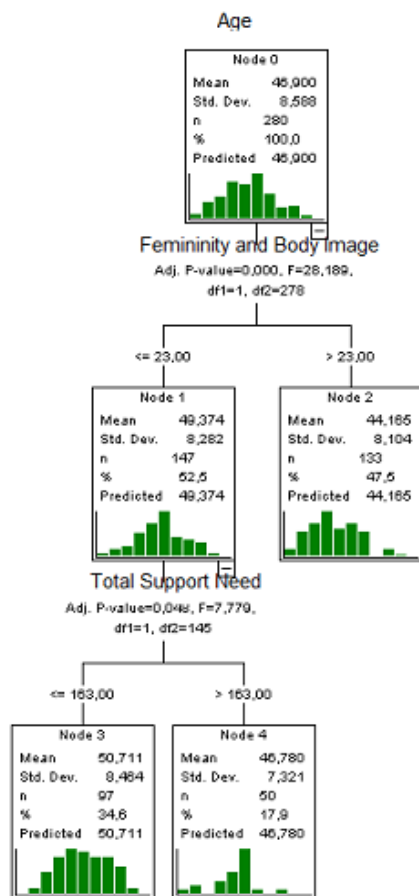 Age
Node 0
Mean 46,900
Std. Dev. 8,588
n 280
% 100,0
Predicted 46,900
Femininity and Body Image
Adj. P-value=0,000, F=28,189,
df1=1, df2=278
<= 23,00
> 23,00
Node 1
Mean 49,374
Std. Dev. 8,282
n 147
% 52,5
Predicted 49,374
Node 2
Mean 44,165
Std. Dev. 8,104
n 133
% 47,5
Predicted 44,165
Total Support Need
Adj. P-value=0,048, F=7,779,
df1=1, df2=145
<= 163,00
> 163,00
Node 3
Mean 50,711
Std. Dev. 8,464
n 97
% 34,6
Predicted 50,711
Node 4
Mean 46,780
Std. Dev. 7,321
n 50
% 17,9
Predicted 46,780